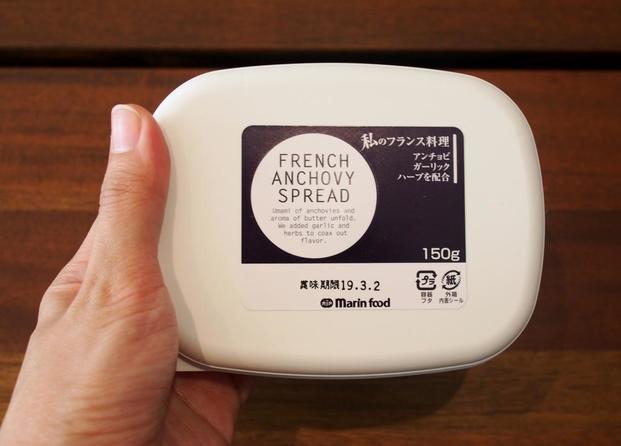 FRENCH
ANCHOVY
SPREAD
Umami of anchovies and
aroma of butter unfold.
We added garlic and
herbs to coax out
flavor.
私のフランス料理
アンチョビ
ガーリック
ハーブを配合
150g
賞味期限19.3.2
marin food
プラ
容器
フタ
紙
外箱
内面シール